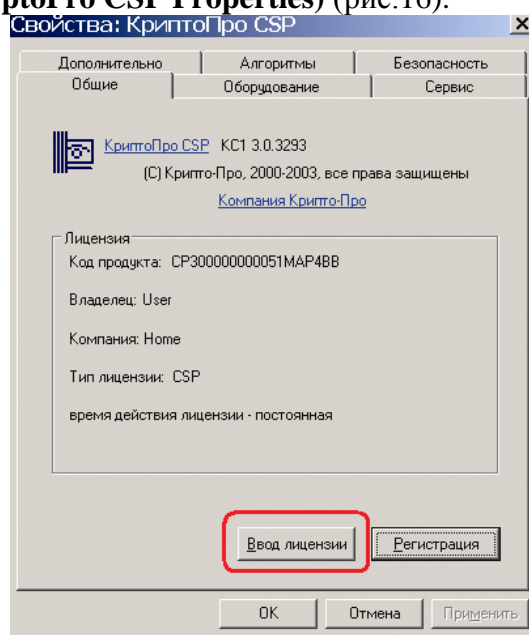 ptoPro CSP Properties) (рис.16).
Свойства: КриптоПро CSP
Дополнительно Алгоритмы Безопасность
Общие Оборудование Сервис
КриптоПро CSP КС1 3.0.3293
(C) Крипто-Про, 2000-2003, все права защищены
Компания Крипто-Про
Лицензия
Код продукта: CP300000000051MAP4BB
Владелец: User
Компания: Home
Тип лицензии: CSP
время действия лицензии - постоянная
Ввод лицензии Регистрация
OK Отмена Применить